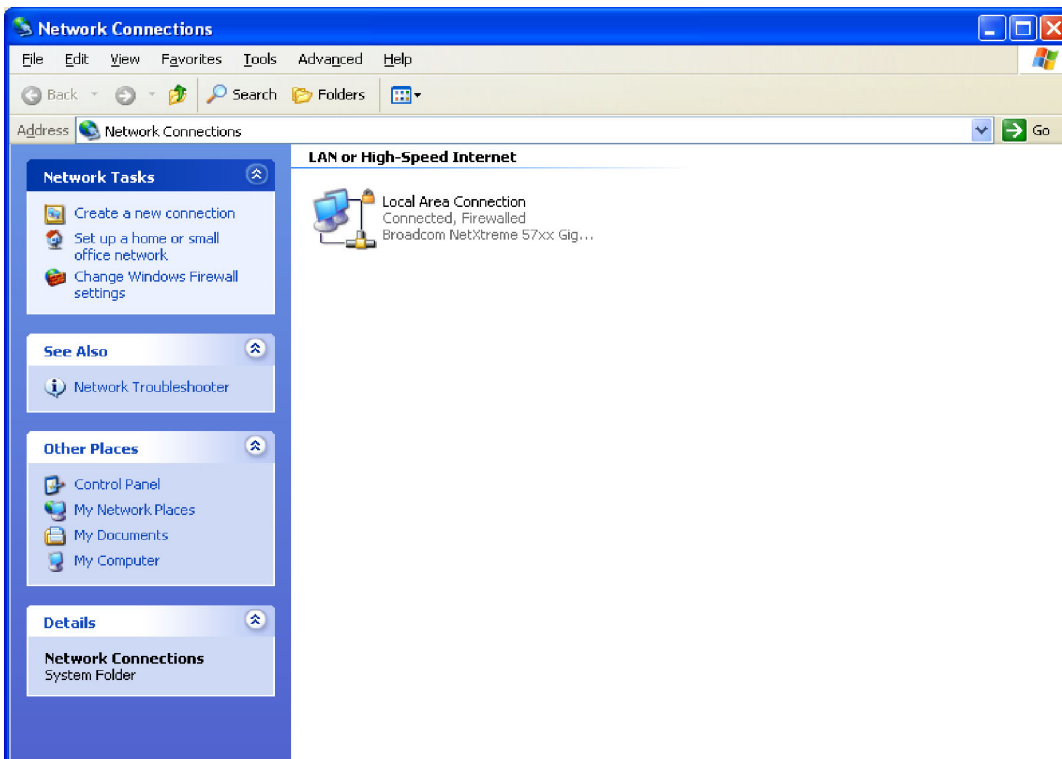 Network Connections
File Edit View Favorites Tools Advanced Help
Back Search Folders
Address Network Connections Go
Network Tasks
Create a new connection
Set up a home or small
office network
Change Windows Firewall
settings
See Also
Network Troubleshooter
Other Places
Control Panel
My Network Places
My Documents
My Computer
Details
Network Connections
System Folder
LAN or High-Speed Internet
Local Area Connection
Connected, Firewalled
Broadcom NetXtreme 57xx Gig...